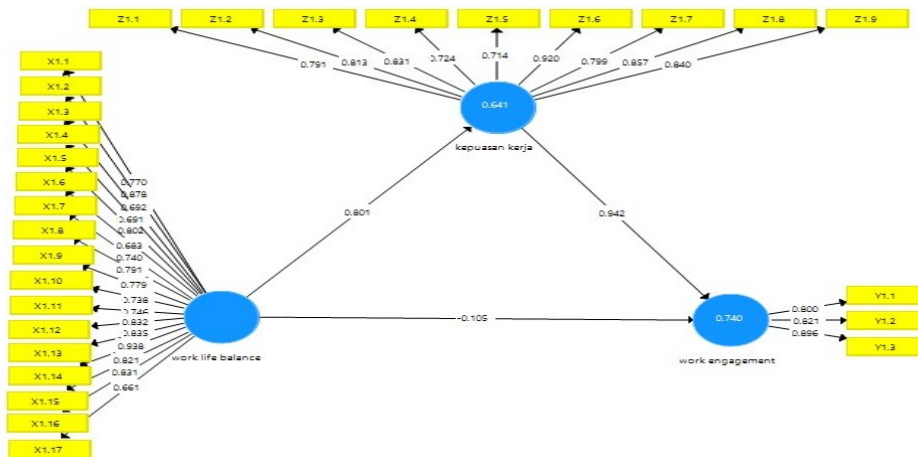 Z1.1 Z1.2 Z1.3 Z1.4 Z1.5 Z1.6 Z1.7 Z1.8 Z1.9
0.791 0.813 0.831 0.724 0.714 0.920 0.799 0.857 0.840
0.641
kepuasan kerja
X1.1
X1.2
X1.3
X1.4
X1.5
X1.6
X1.7
X1.8
X1.9
X1.10
X1.11
X1.12
X1.13
X1.14
X1.15
X1.16
X1.17
0.770
0.878
0.692
0.691
0.802
0.683
0.740
0.791
0.779
0.738
0.746
0.832
0.835
0.938
0.821
0.831
0.661
work life balance
0.801
0.942
-0.105
0.740
work engagement
0.800
0.821
0.896
Y1.1
Y1.2
Y1.3